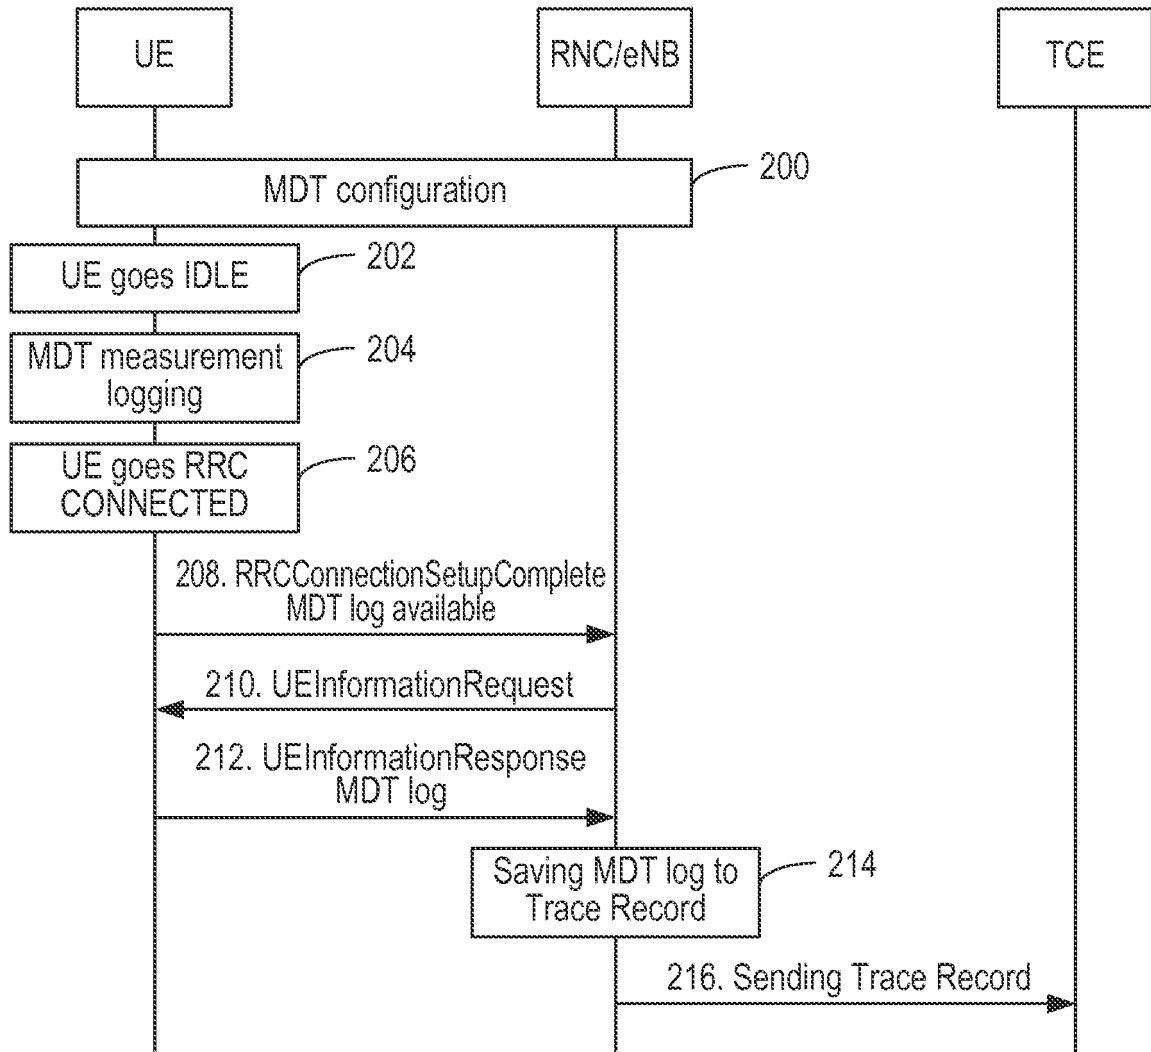 UE
RNC/eNB
TCE
MDT configuration
200
UE goes IDLE
202
MDT measurement
logging
204
UE goes RRC
CONNECTED
206
208. RRCConnectionSetupComplete
MDT log available
210. UEInformationRequest
212. UEInformationResponse
MDT log
Saving MDT log to
Trace Record
214
216. Sending Trace Record